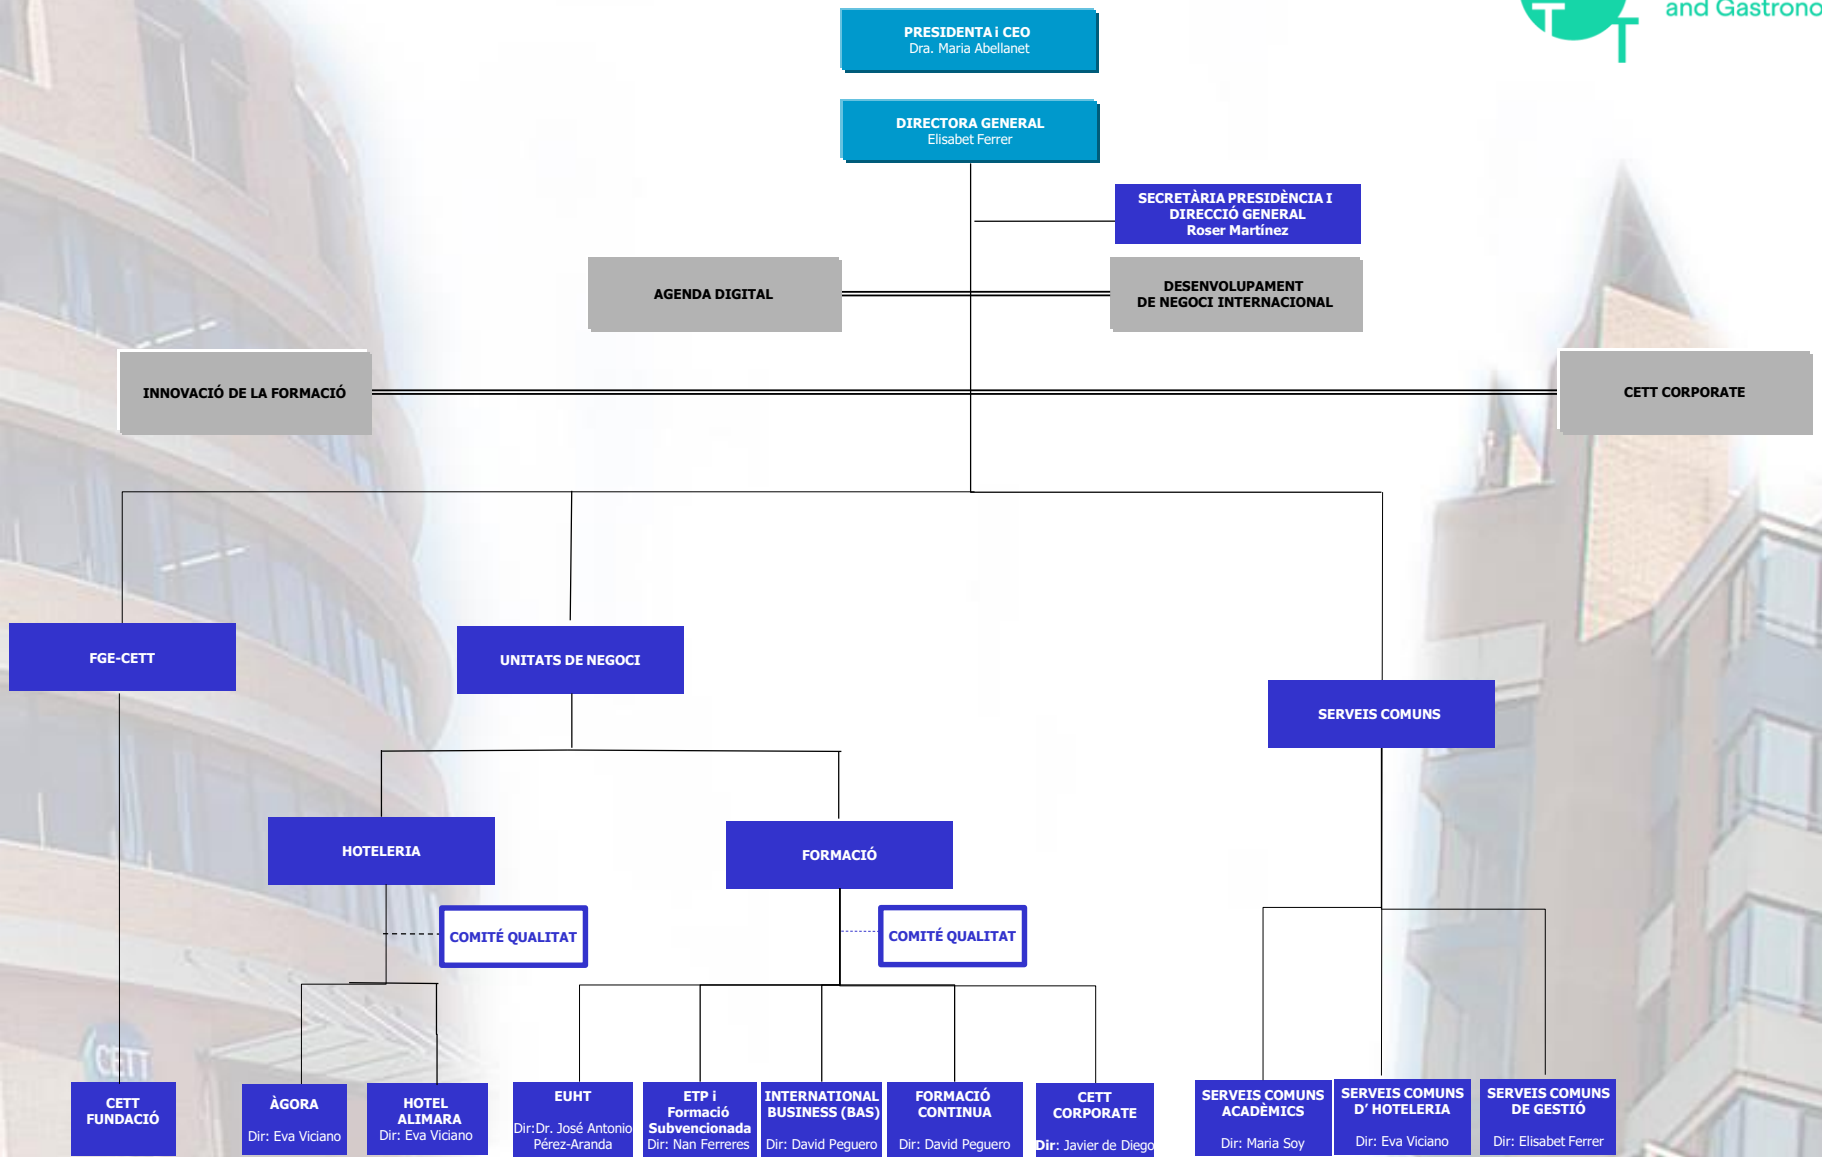 and Gastrono
T
T
PRESIDENTA i CEO
Dra. Maria Abellanet
DIRECTORA GENERAL
Elisabet Ferrer
SECRETÀRIA PRESIDÈNCIA I
DIRECCIÓ GENERAL
Roser Martínez
AGENDA DIGITAL
DESENVOLUPAMENT
DE NEGOCI INTERNACIONAL
INNOVACIÓ DE LA FORMACIÓ
CETT CORPORATE
FGE-CETT
UNITATS DE NEGOCI
SERVEIS COMUNS
HOTELERIA
FORMACIÓ
COMITÉ QUALITAT
COMITÉ QUALITAT
CETT
CETT
FUNDACIÓ
ÀGORA
Dir: Eva Viciano
HOTEL
ALIMARA
Dir: Eva Viciano
EUHT
Dir:Dr. José Antonio
Pérez-Aranda
ETP i
Formació
Subvencionada
Dir: Nan Ferreres
INTERNATIONAL
BUSINESS (BAS)
Dir: David Peguero
FORMACIÓ
CONTINUA
Dir: David Peguero
CETT
CORPORATE
Dir: Javier de Diego
SERVEIS COMUNS
ACADÈMICS
Dir: Maria Soy
SERVEIS COMUNS
D' HOTELERIA
Dir: Eva Viciano
SERVEIS COMUNS
DE GESTIÓ
Dir: Elisabet Ferrer